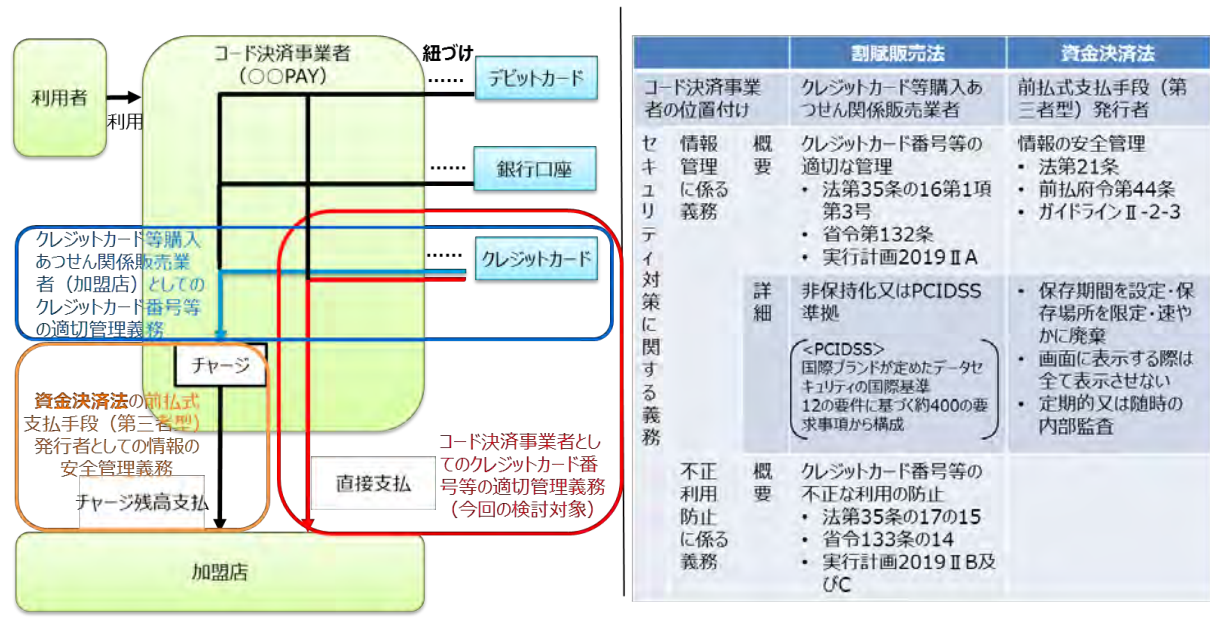 コード決済事業者
（○○PAY）
紐づけ
利用者
利用
……
デビットカード
……
銀行口座
……
クレジットカード
クレジットカード等購入
あつせん関係販売業
者（加盟店）としての
クレジットカード番号等
の適切管理義務
チャージ
資金決済法の前払式
支払手段（第三者型）
発行者としての情報の
安全管理義務
チャージ残高支払
直接支払
コード決済事業者とし
てのクレジットカード番
号等の適切管理義務
（今回の検討対象）
加盟店
割賦販売法
資金決済法
コード決済事業
者の位置付け
クレジットカード等購入あ
つせん関係販売業者
前払式支払手段（第
三者型）発行者
セキュリティ対策に関する義務
情報
管理
に係る
義務
概
要
クレジットカード番号等の
適切な管理
• 法第35条の16第1項
第3号
• 省令第132条
• 実行計画2019ⅡA
情報の安全管理
• 法第21条
• 前払府令第44条
• ガイドラインⅡ-2-3
詳
細
非保持化又はPCIDSS
準拠
<PCIDSS>
国際ブランドが定めたデータセ
キュリティの国際基準
12の要件に基づく約400の要
求事項から構成
• 保存期間を設定・保
存場所を限定・速や
かに廃棄
• 画面に表示する際は
全て表示させない
• 定期的又は随時の
内部監査
不正
利用
防止
に係る
義務
概
要
クレジットカード番号等の
不正な利用の防止
• 法第35条の17の15
• 省令133条の14
• 実行計画2019ⅡB及
びC